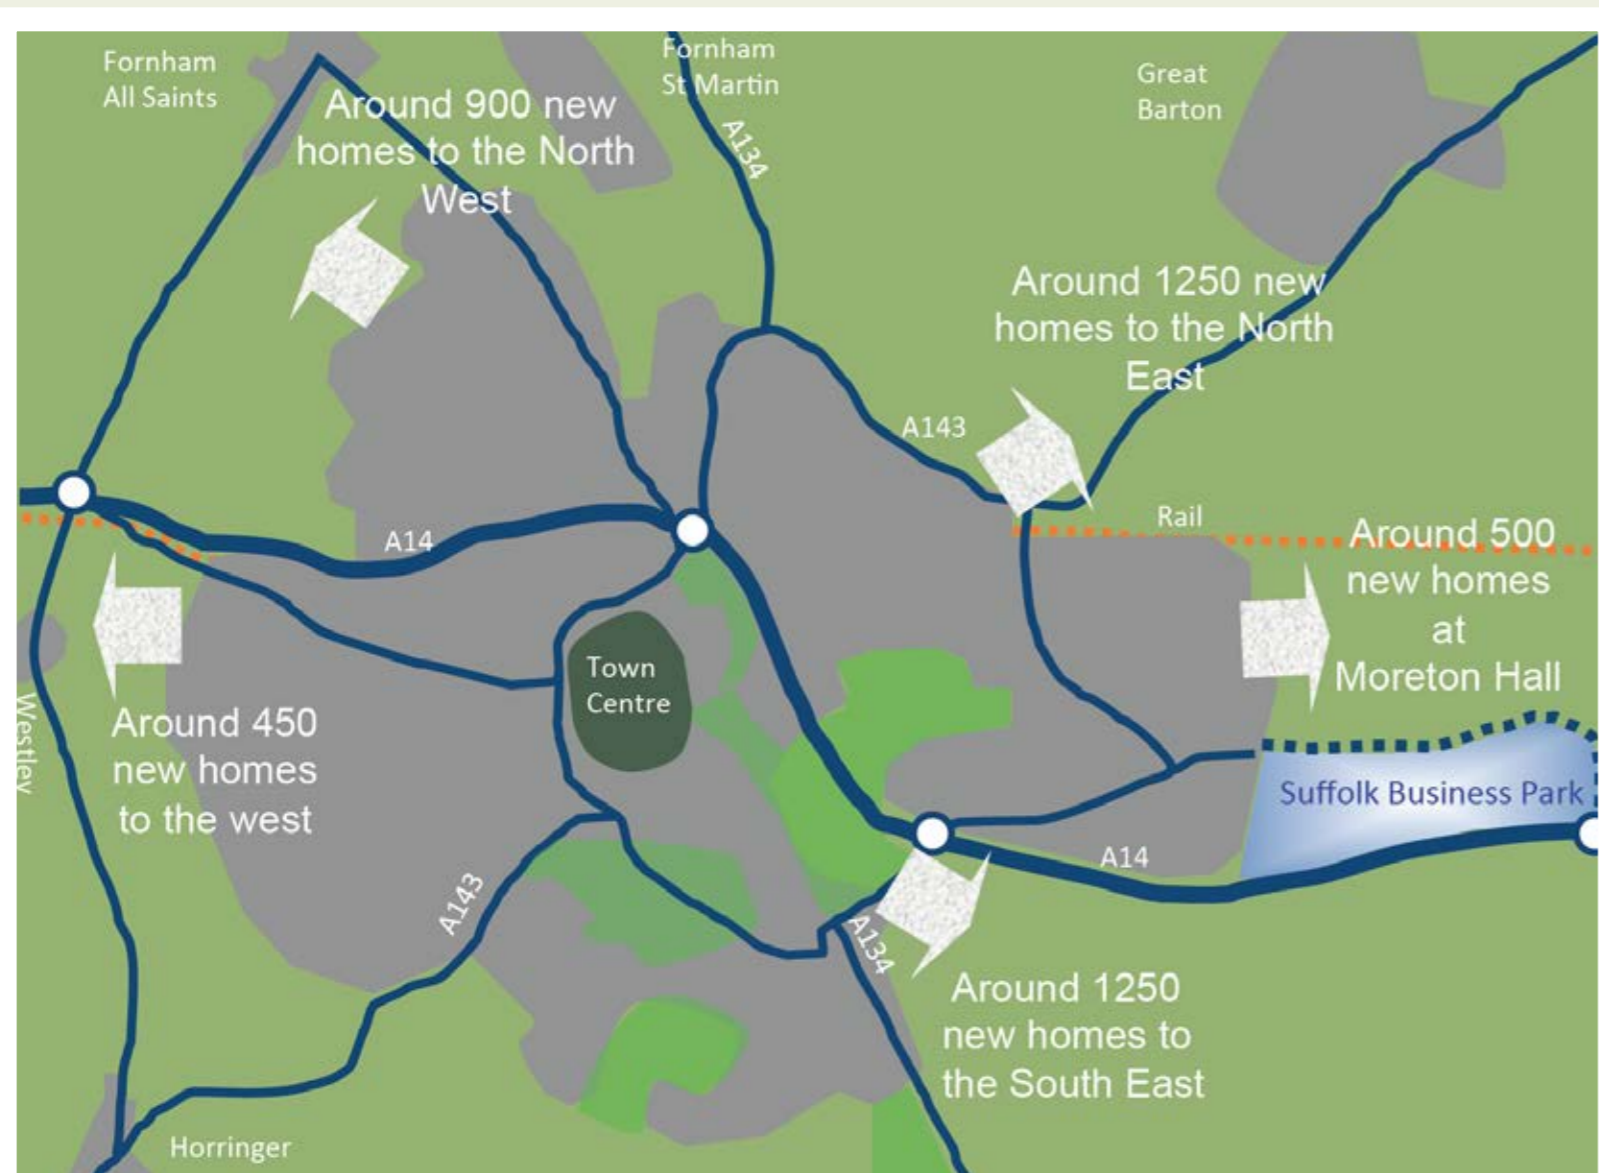 Fornham
All Saints
Fornham
St Martin
Great
Barton
Around 900 new
homes to the North
West
A134
Around 1250 new
homes to the North
East
A143
Rail
A14
Around 500
new homes
at
Moreton Hall
Town
Centre
Westley
Around 450
new homes
to the west
Suffolk Business Park
A14
A143
A134
Around 1250
new homes to
the South East
Horringer